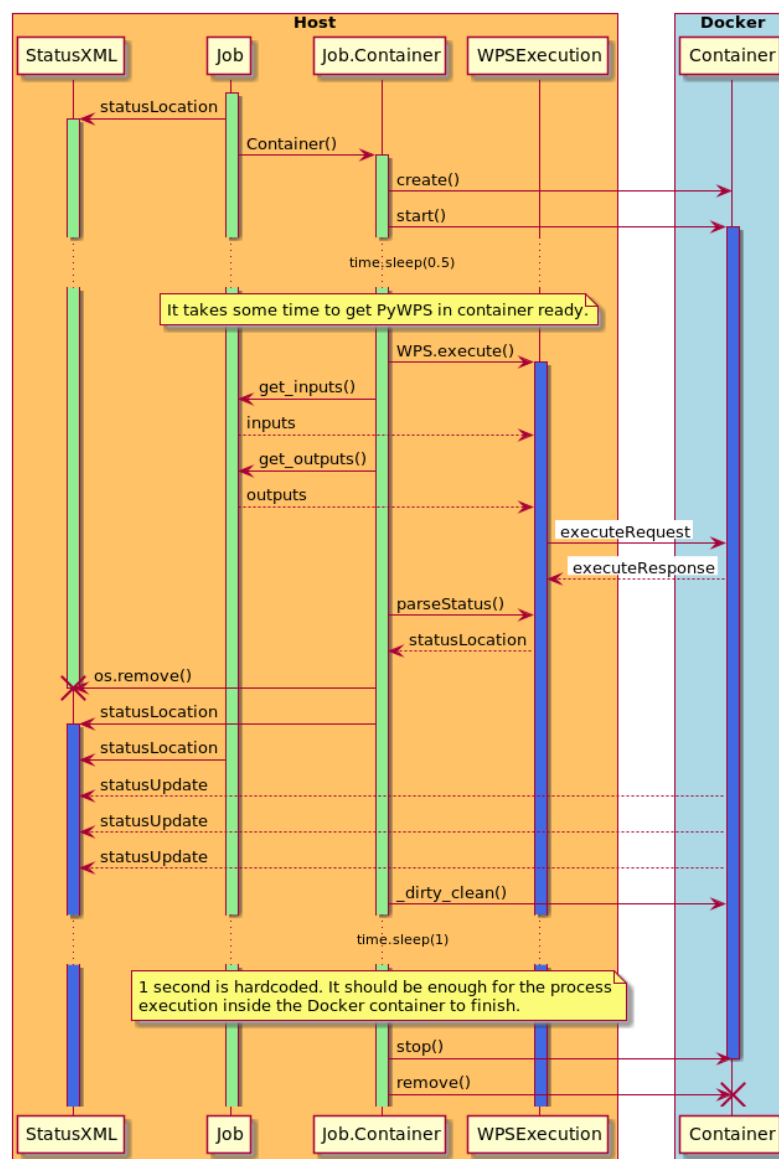 Host
Docker
StatusXML
Job
Job.Container
WPSExecution
Container
statusLocation
Container()
create()
start()
time.sleep(0.5)
It takes some time to get PyWPS in container ready.
WPS.execute()
get_inputs()
inputs
get_outputs()
outputs
executeRequest
executeResponse
parseStatus()
statusLocation
os.remove()
statusLocation
statusLocation
statusUpdate
statusUpdate
statusUpdate
_dirty_clean()
time.sleep(1)
1 second is hardcoded. It should be enough for the process
execution inside the Docker container to finish.
stop()
remove()
StatusXML
Job
Job.Container
WPSExecution
Container